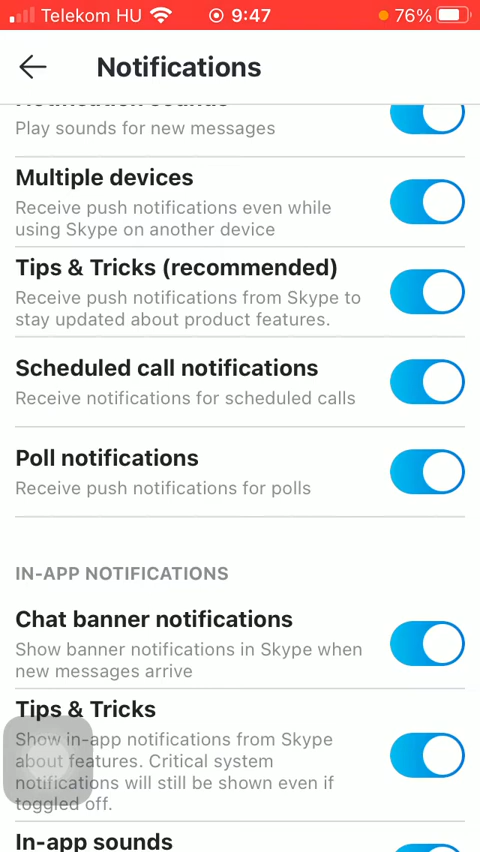 Telekom HU 9:47 76%
Notifications
Notification sounds
Play sounds for new messages
Multiple devices
Receive push notifications even while
using Skype on another device
Tips & Tricks (recommended)
Receive push notifications from Skype to
stay updated about product features.
Scheduled call notifications
Receive notifications for scheduled calls
Poll notifications
Receive push notifications for polls
IN-APP NOTIFICATIONS
Chat banner notifications
Show banner notifications in Skype when
new messages arrive
Tips & Tricks
Show in-app notifications from Skype
about features. Critical system
notifications will still be shown even if
toggled off.
In-app sounds